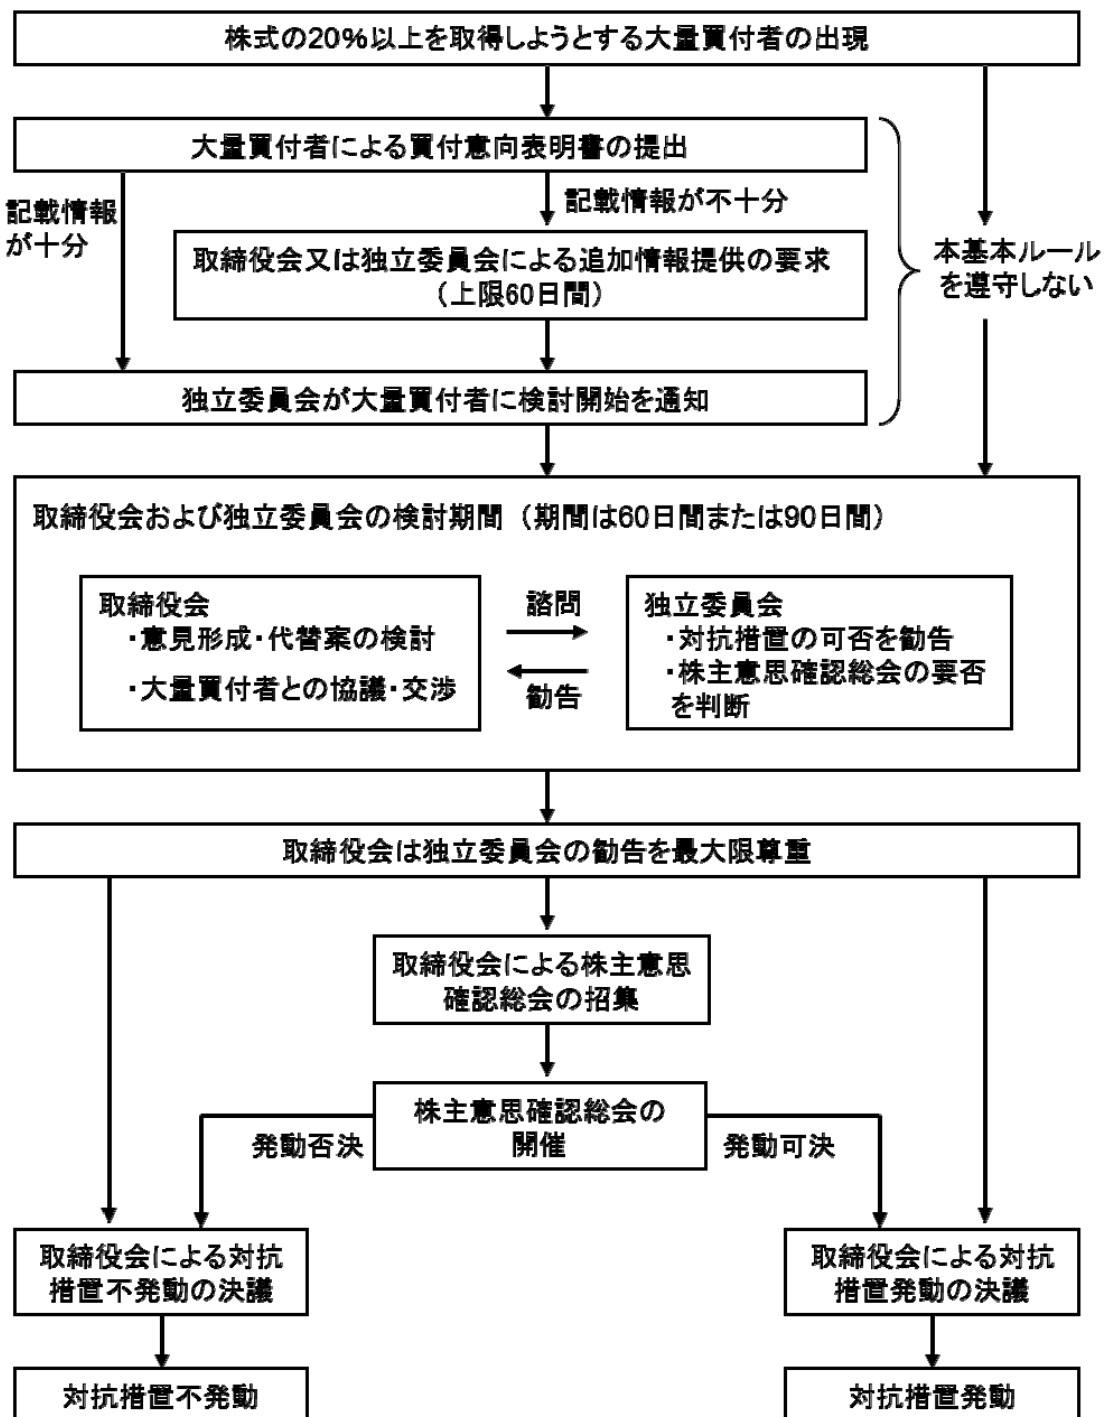 株式の20%以上を取得しようとする大量買付者の出現
大量買付者による買付意向表明書の提出
記載情報
が十分
記載情報が不十分
取締役会又は独立委員会による追加情報提供の要求
（上限60日間）
本基本ルール
を遵守しない
独立委員会が大量買付者に検討開始を通知
取締役会および独立委員会の検討期間（期間は60日間または90日間）
取締役会
・意見形成・代替案の検討
・大量買付者との協議・交渉
諮問
勧告
独立委員会
・対抗措置の可否を勧告
・株主意思確認総会の要否
を判断
取締役会は独立委員会の勧告を最大限尊重
取締役会による株主意思
確認総会の招集
株主意思確認総会の
開催
発動否決
発動可決
取締役会による対抗
措置不発動の決議
取締役会による対抗
措置発動の決議
対抗措置不発動
対抗措置発動